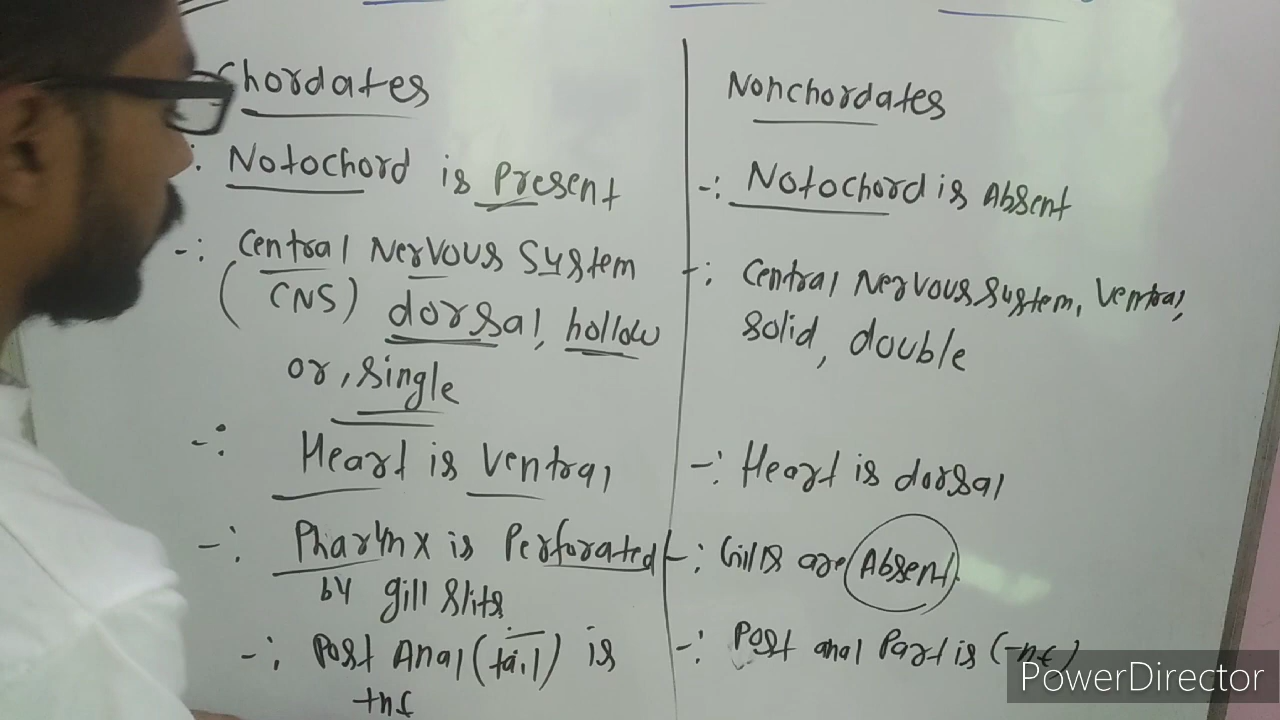 Chordates
Notochord is Present
-: Central Nervous System
(CNS) dorsal, hollow
or, single
-: Heart is ventral
-: Pharynx is Perforated
by gill slits
-: Post Anal (tail) is
+nt
Nonchordates
-: Notochord is Absent
-: Central Nervous System, Ventral,
solid, double
-: Heart is dorsal
-: Gills are Absent.
-: Post anal Part is (-nt)
PowerDirector